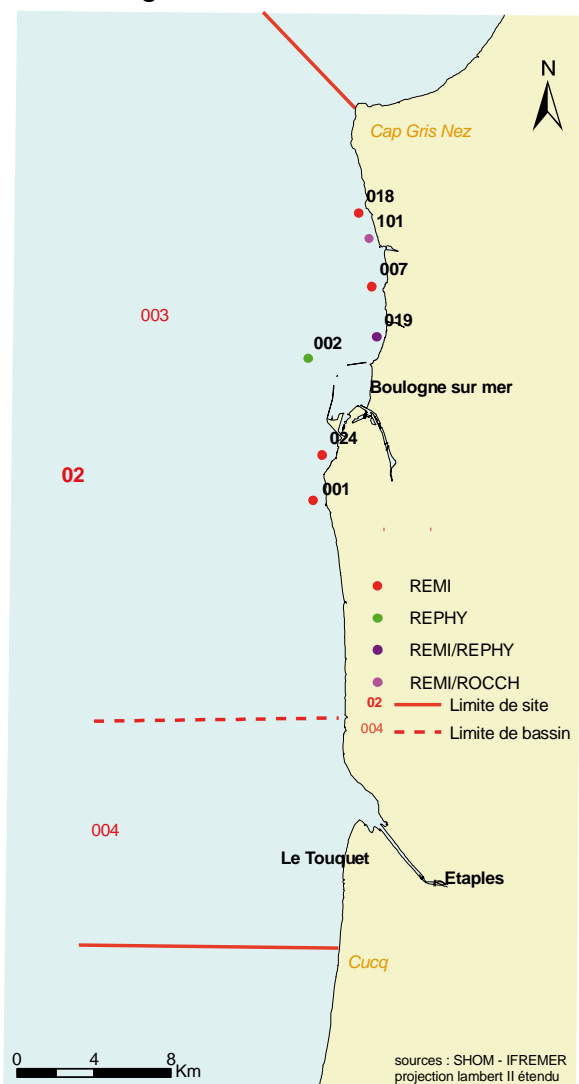 N
Cap Gris Nez
018
101
007
003
019
002
Boulogne sur mer
024
02
001
REMI
REPHY
REMI/REPHY
REMI/ROCCH
02 Limite de site
004 Limite de bassin
004
Le Touquet
Etaples
Cucq
0 4 8
Km
sources : SHOM - IFREMER
projection lambert II étendu